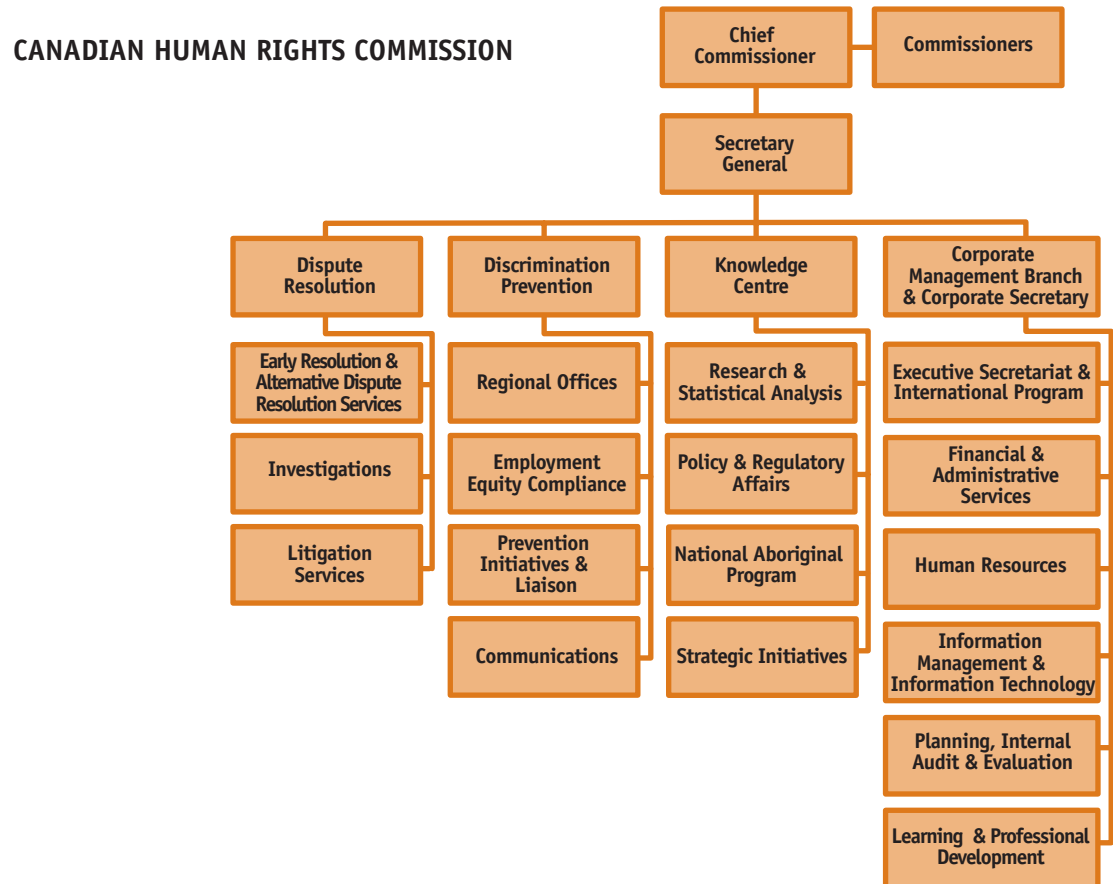 CANADIAN HUMAN RIGHTS COMMISSION
Chief
Commissioner
Commissioners
Secretary
General
Dispute
Resolution
Early Resolution &
Alternative Dispute
Resolution Services
Investigations
Litigation
Services
Discrimination
Prevention
Regional Offices
Employment
Equity Compliance
Prevention
Initiatives &
Liaison
Communications
Knowledge
Centre
Research &
Statistical Analysis
Policy & Regulatory
Affairs
National Aboriginal
Program
Strategic Initiatives
Corporate
Management Branch
& Corporate Secretary
Executive Secretariat &
International Program
Financial &
Administrative
Services
Human Resources
Information
Management &
Information Technology
Planning, Internal
Audit & Evaluation
Learning & Professional
Development